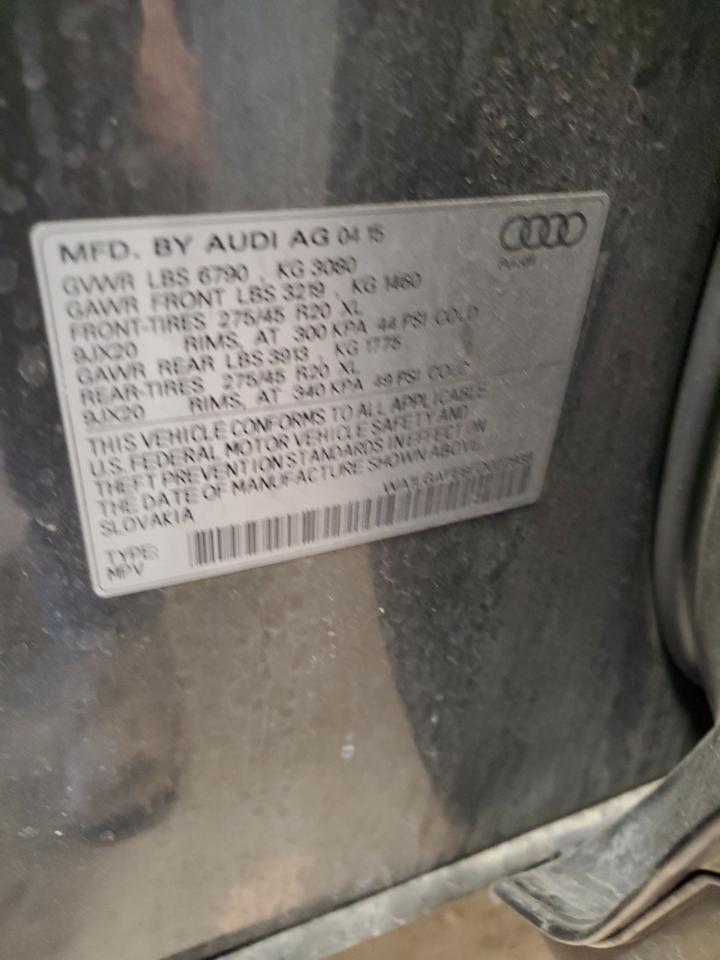 MFD. BY AUDI AG 04 15
GVWR LBS 6790 , KG 3080
GAWR FRONT LBS 3219 , KG 1460
FRONT-TIRES 275/45 R20 XL
9JX20 RIMS, AT 300 KPA 44 PSI COLD
GAWR REAR LBS 3913 , KG 1775
REAR-TIRES 275/45 R20 XL
9JX20 RIMS, AT 340 KPA 49 PSI COLD
THIS VEHICLE CONFORMS TO ALL APPLICABLE
U.S. FEDERAL MOTOR VEHICLE SAFETY AND
THEFT PREVENTION STANDARDS IN EFFECT ON
THE DATE OF MANUFACTURE SHOWN ABOVE.
SLOVAKIA
TYPE:
MPV